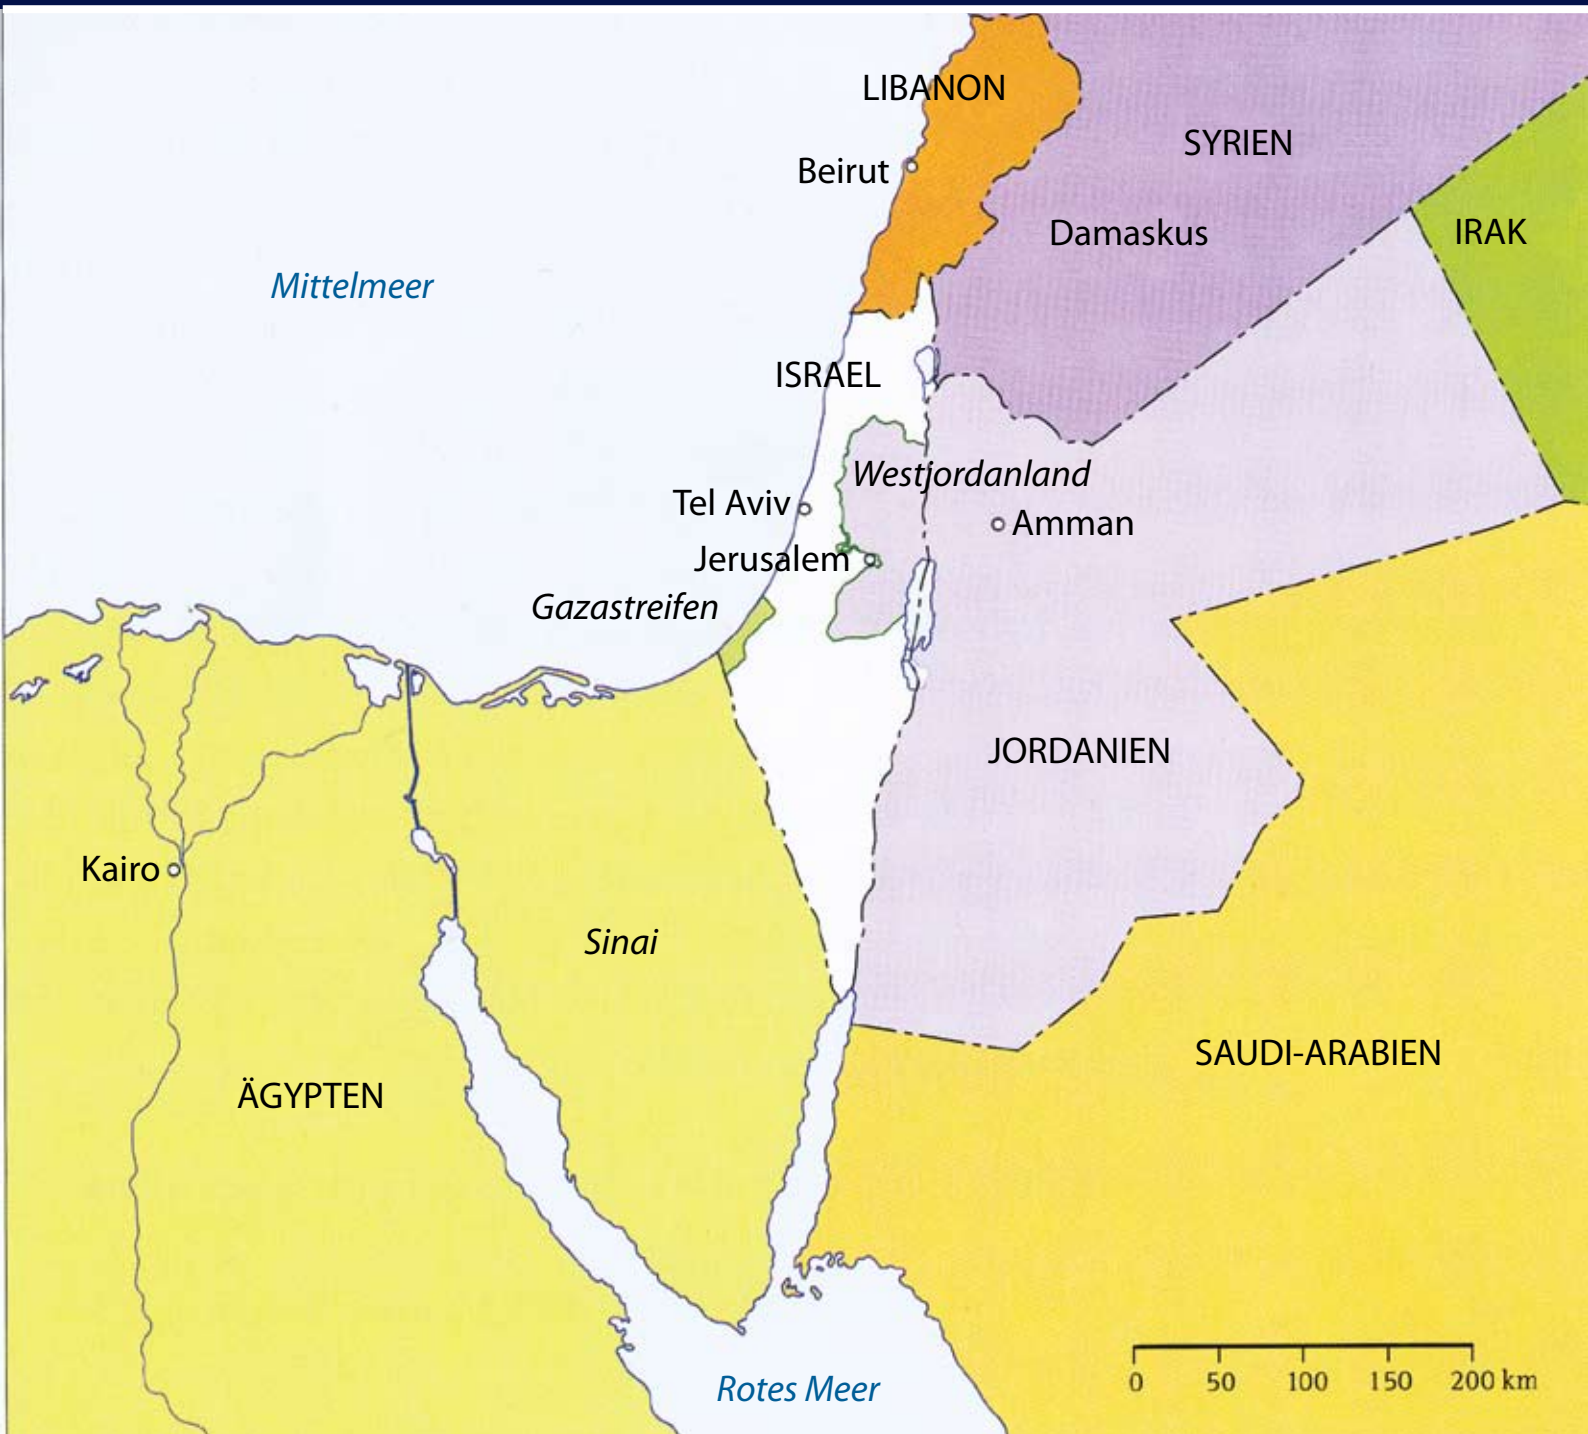 LIBANON
SYRIEN
Beirut
Damaskus
IRAK
Mittelmeer
ISRAEL
Westjordanland
Tel Aviv
Amman
Jerusalem
Gazastreifen
JORDANIEN
Kairo
Sinai
SAUDI-ARABIEN
ÄGYPTEN
Rotes Meer
0 50 100 150 200 km